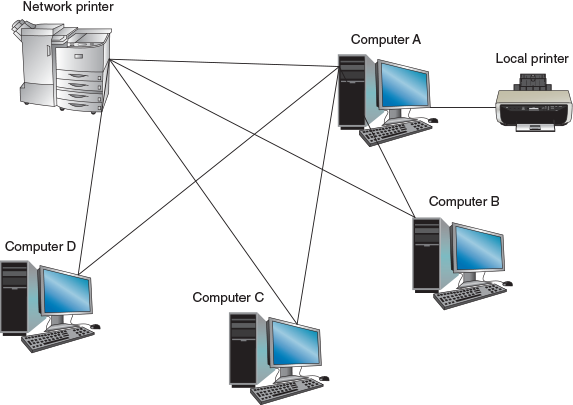 Network printer
Computer A
Local printer
Computer B
Computer D
Computer C